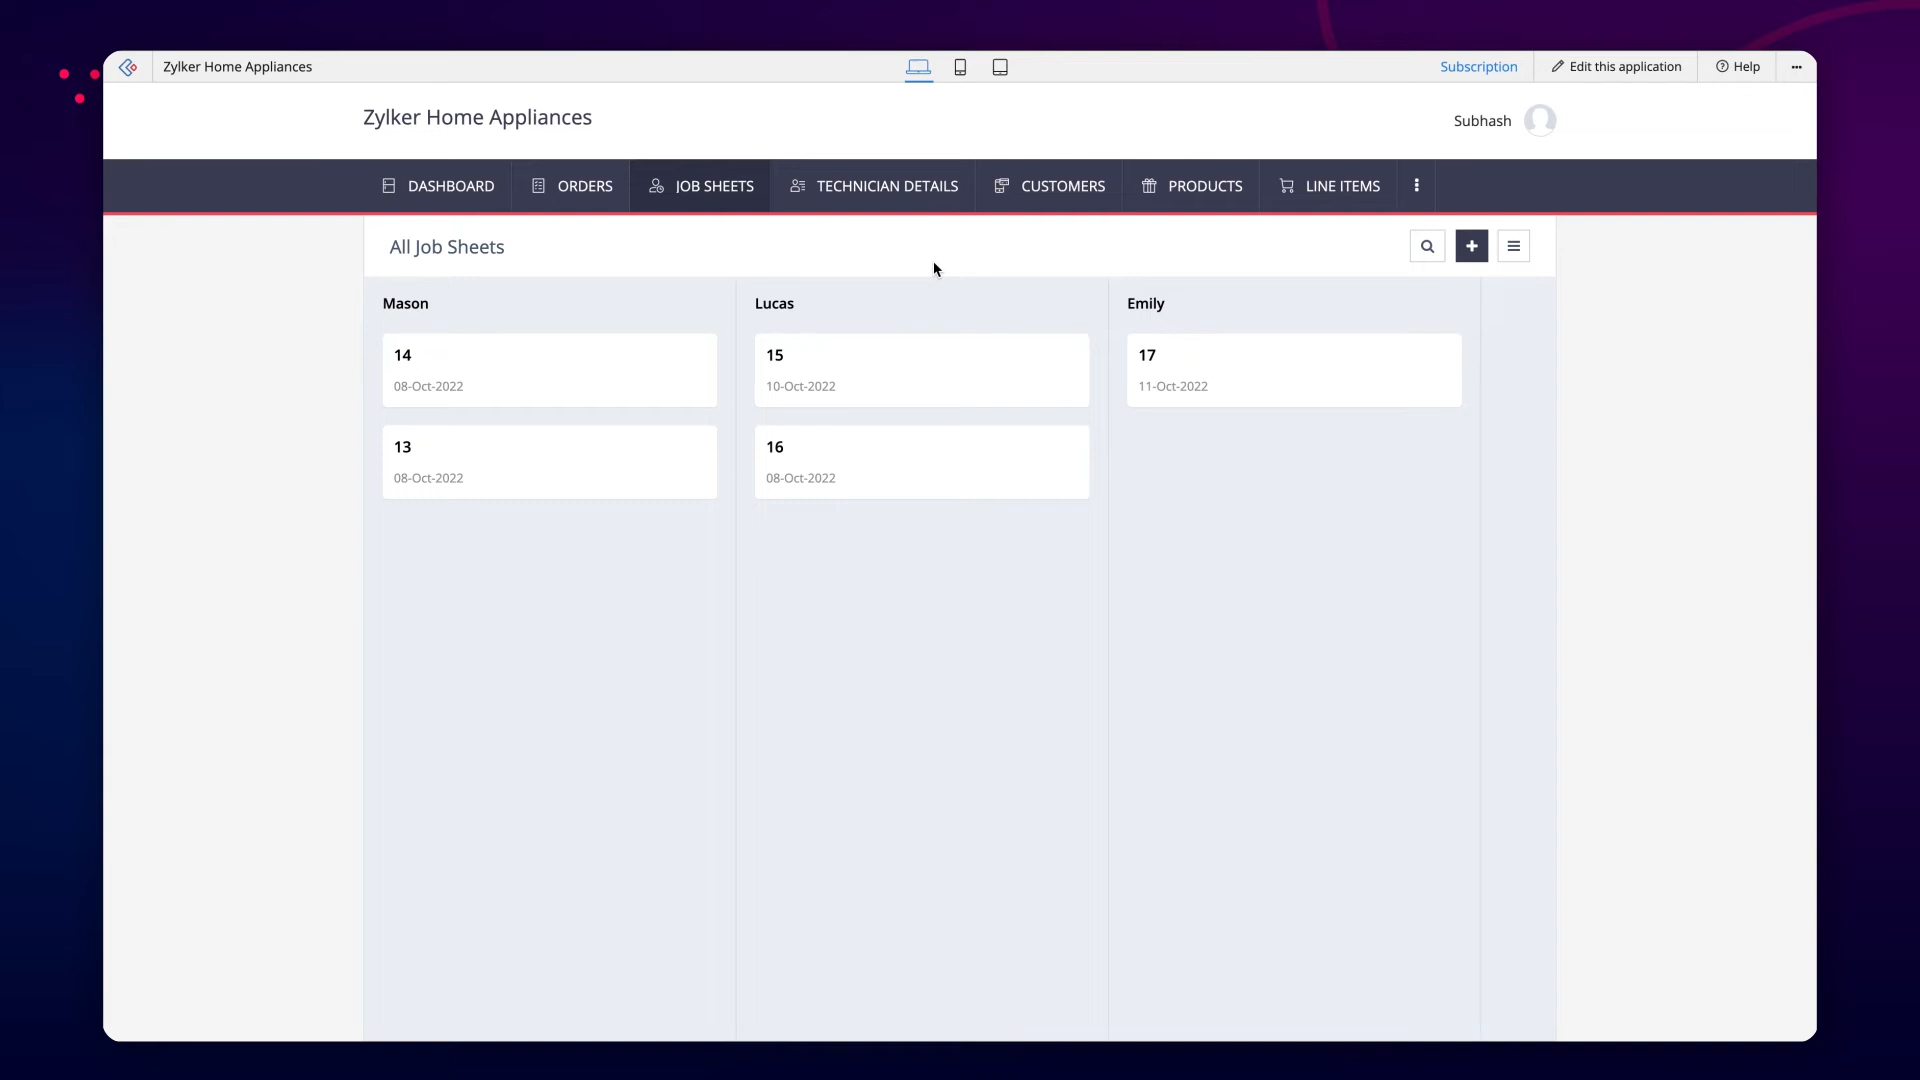 Zylker Home Appliances
Subscription
Edit this application
Help
Zylker Home Appliances
Subhash
DASHBOARD
ORDERS
JOB SHEETS
TECHNICIAN DETAILS
CUSTOMERS
PRODUCTS
LINE ITEMS
All Job Sheets
Mason
14
08-Oct-2022
13
08-Oct-2022
Lucas
15
10-Oct-2022
16
08-Oct-2022
Emily
17
11-Oct-2022